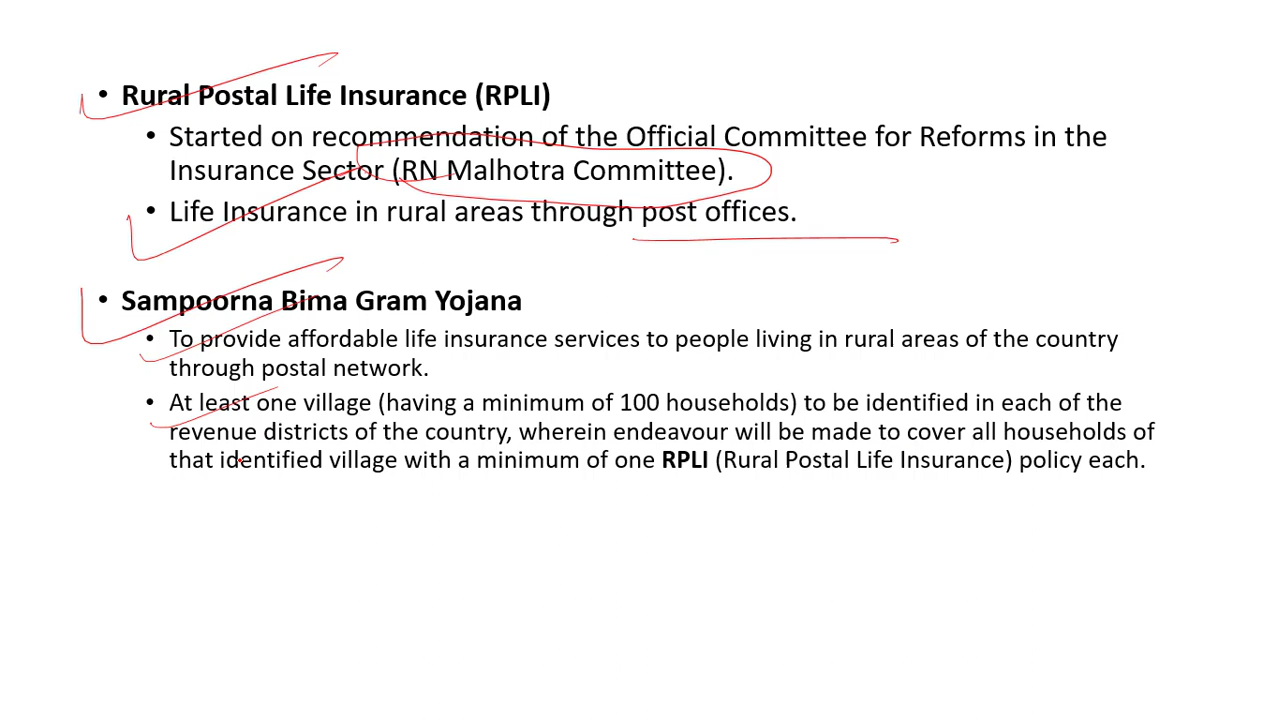 • Rural Postal Life Insurance (RPLI)
• Started on recommendation of the Official Committee for Reforms in the
Insurance Sector (RN Malhotra Committee).
• Life Insurance in rural areas through post offices.
• Sampoorna Bima Gram Yojana
• To provide affordable life insurance services to people living in rural areas of the country
through postal network.
• At least one village (having a minimum of 100 households) to be identified in each of the
revenue districts of the country, wherein endeavour will be made to cover all households of
that identified village with a minimum of one RPLI (Rural Postal Life Insurance) policy each.